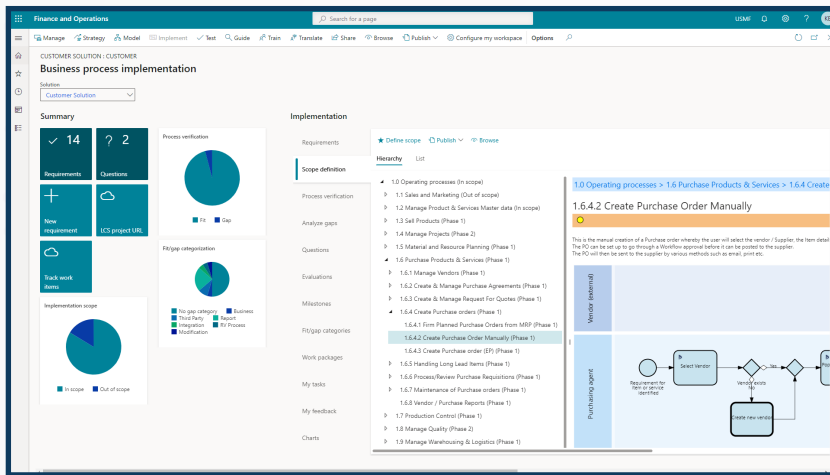 Finance and Operations
Search for a page
USMF
Manage Strategy Model Implement Test Guide Train Translate Share Browse Publish Configure my workspace Options
CUSTOMER SOLUTION : CUSTOMER
Business process implementation
Solution
Customer Solution
Summary
14
Requirements
? 2
Questions
New
requirement
LCS project URL
Track work
items
Implementation scope
In scope Out of scope
Process verification
Fit Gap
Fit/gap categorization
No gap category Business
Third Party Report
Integration RV Process
Modification
Implementation
Requirements
Scope definition
Process verification
Analyze gaps
Questions
Evaluations
Milestones
Fit/gap categories
Work packages
My tasks
My feedback
Charts
Define scope Publish Browse
Hierarchy List
1.0 Operating processes (In scope)
1.1 Sales and Marketing (Out of scope)
1.2 Manage Product & Services Master data (In scope)
1.3 Sell Products (Phase 1)
1.4 Manage Projects (Phase 2)
1.5 Material and Resource Planning (Phase 1)
1.6 Purchase Products & Services (Phase 1)
1.6.1 Manage Vendors (Phase 1)
1.6.2 Create & Manage Purchase Agreements (Phase 1)
1.6.3 Create & Manage Request For Quotes (Phase 1)
1.6.4 Create Purchase orders (Phase 1)
1.6.4.1 Firm Planned Purchase Orders from MRP (Phase 1)
1.6.4.2 Create Purchase Order Manually (Phase 1)
1.6.4.3 Create Purchase order (EP) (Phase 1)
1.6.5 Handling Long Lead Items (Phase 1)
1.6.6 Process/Review Purchase Requisitions (Phase 1)
1.6.7 Maintenance of Purchase orders (Phase 1)
1.6.8 Vendor / Purchase Reports (Phase 1)
1.7 Production Control (Phase 1)
1.8 Manage Quality (Phase 2)
1.9 Manage Warehousing & Logistics (Phase 1)
1.0 Operating processes > 1.6 Purchase Products & Services > 1.6.4 Create
1.6.4.2 Create Purchase Order Manually
This is the manual creation of a Purchase order whereby the user will select the vendor / Supplier, the Item detail
The PO can be set up to go through a Workflow approval before it can be posted to the supplier.
The PO will then be sent to the supplier by various methods such as email, print etc.
Vendor (external)
Purchasing agent
Requirement for
item or service
identified
Select Vendor
Vendor exists
Yes
No
Create new vendor